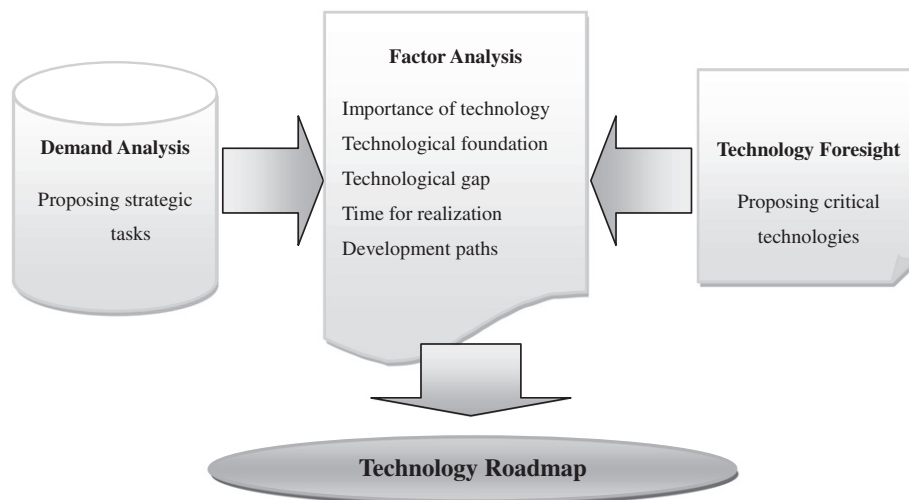 Demand Analysis
Proposing strategic
tasks
Factor Analysis
Importance of technology
Technological foundation
Technological gap
Time for realization
Development paths
Technology Foresight
Proposing critical
technologies
Technology Roadmap